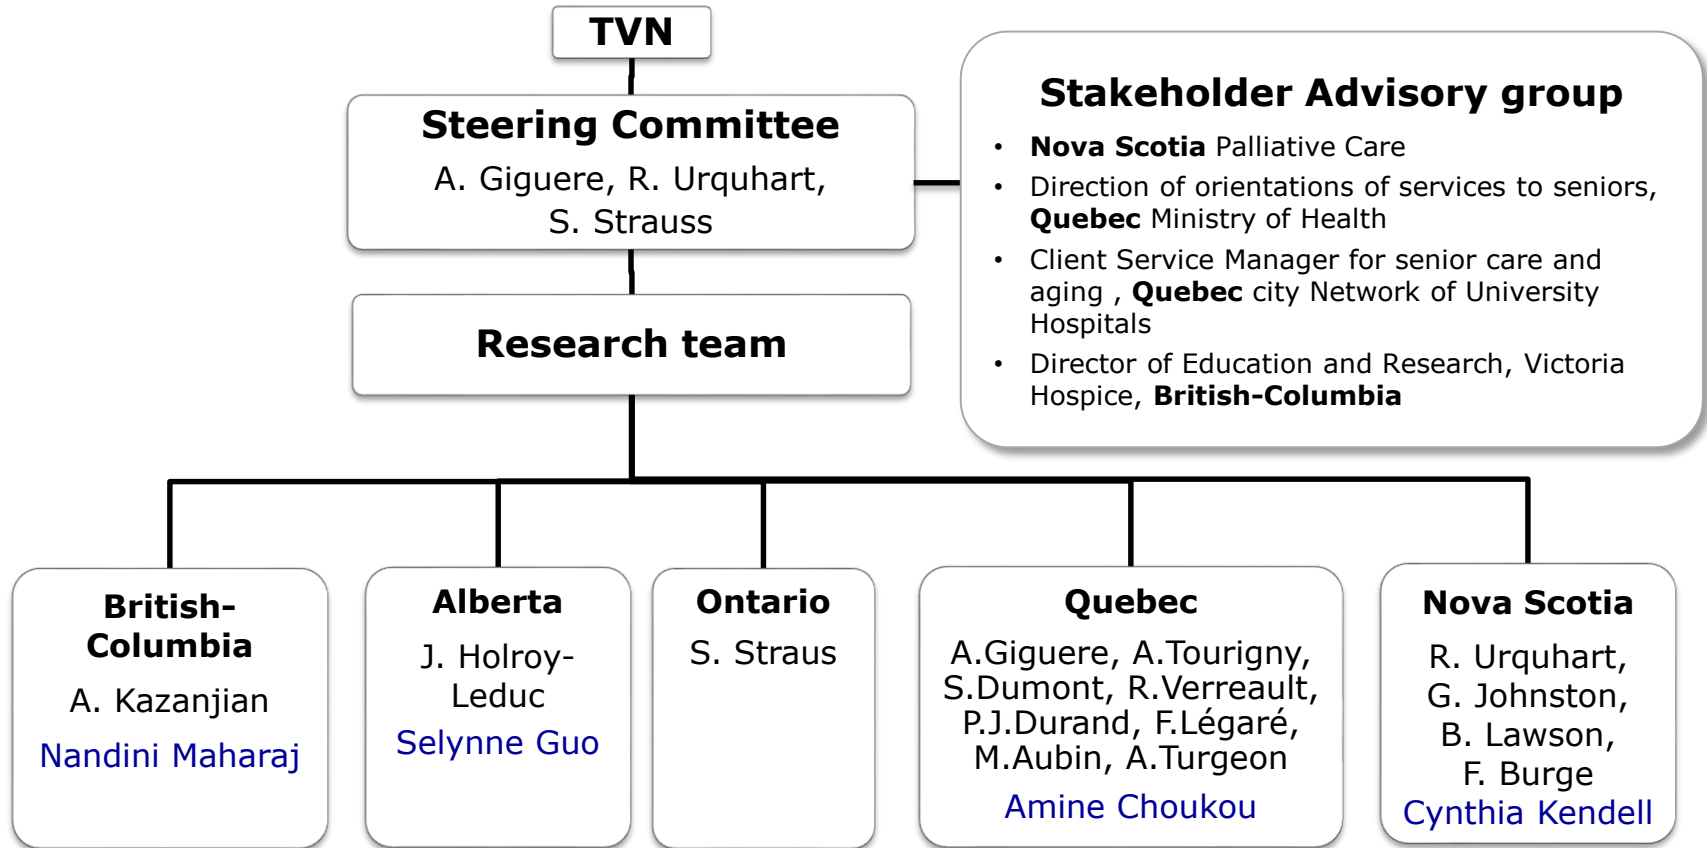 TVN
Steering Committee
A. Giguere, R. Urquhart,
S. Strauss
Stakeholder Advisory group
• Nova Scotia Palliative Care
• Direction of orientations of services to seniors,
Quebec Ministry of Health
• Client Service Manager for senior care and
aging , Quebec city Network of University
Hospitals
• Director of Education and Research, Victoria
Hospice, British-Columbia
Research team
British-
Columbia
A. Kazanjian
Nandini Maharaj
Alberta
J. Holroy-
Leduc
Selynne Guo
Ontario
S. Straus
Quebec
A.Giguere, A.Tourigny,
S.Dumont, R.Verreault,
P.J.Durand, F.Légaré,
M.Aubin, A.Turgeon
Amine Choukou
Nova Scotia
R. Urquhart,
G. Johnston,
B. Lawson,
F. Burge
Cynthia Kendell